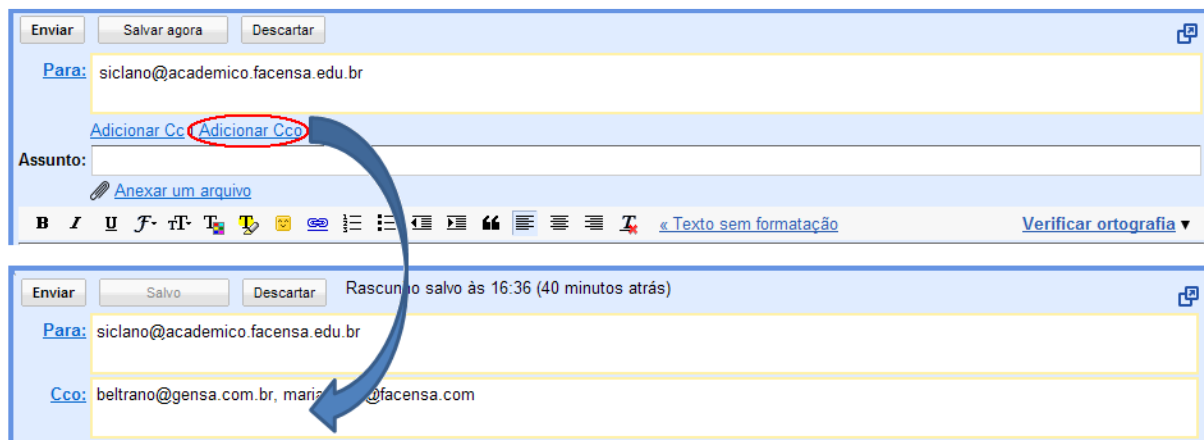 Enviar Salvar agora Descartar
Para: siclano@academico.facensa.edu.br
Adicionar Cc Adicionar Cco
Assunto:
Anexar um arquivo
B I U F T T T « Texto sem formatação Verificar ortografia
Enviar Salvo Descartar Rascunho salvo às 16:36 (40 minutos atrás)
Para: siclano@academico.facensa.edu.br
Cco: beltrano@gensa.com.br, maria @facensa.com